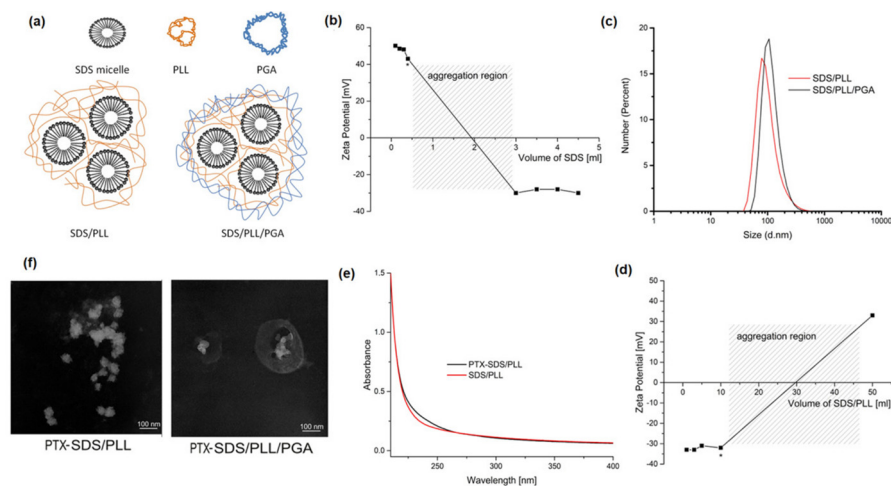 (a)
SDS micelle
PLL
PGA
SDS/PLL
SDS/PLL/PGA
(b)
Zeta Potential [mV]
60
40
20
0
-20
-40
aggregation region
*
Volume of SDS [ml]
0 1 2 3 4 5
(c)
Number (Percent)
20
15
10
5
0
SDS/PLL
SDS/PLL/PGA
1 10 100 1000 10000
Size (d.nm)
(f)
100 nm
100 nm
PTX-SDS/PLL
PTX-SDS/PLL/PGA
(e)
Absorbance
1.5
1.0
0.5
0.0
PTX-SDS/PLL
SDS/PLL
250 300 350 400
Wavelength [nm]
(d)
Zeta Potential [mV]
50
40
30
20
10
0
-10
-20
-30
-40
aggregation region
0 10 20 30 40 50
Volume of SDS/PLL [ml]
*